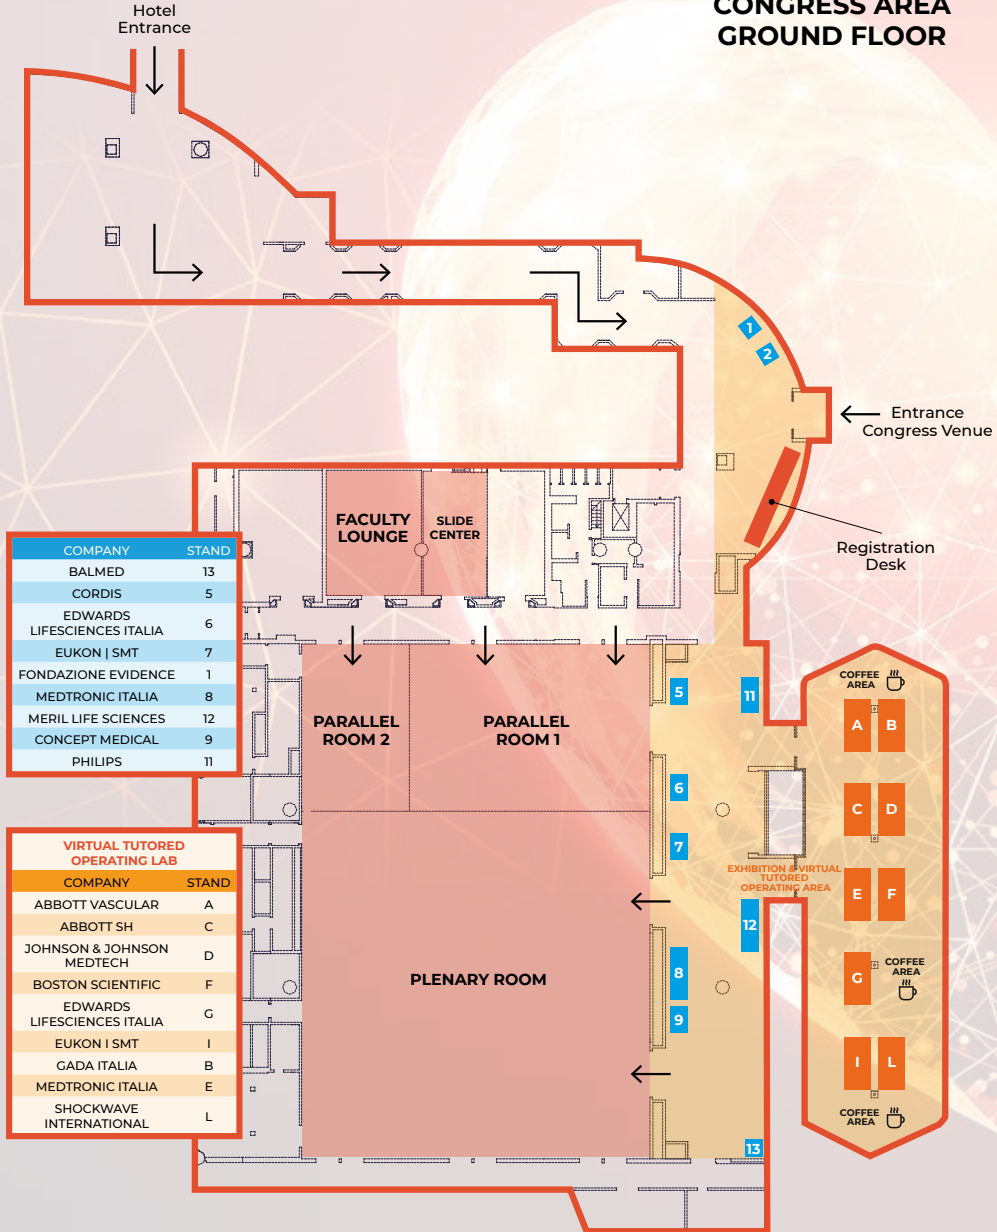 CONGRESS AREA
GROUND FLOOR
Hotel
Entrance
1
2
Entrance
Congress Venue
FACULTY
LOUNGE
SLIDE
CENTER
Registration
Desk
COMPANY STAND
BALMED 13
CORDIS 5
EDWARDS
LIFESCIENCES ITALIA 6
EUKON | SMT 7
FONDAZIONE EVIDENCE 1
MEDTRONIC ITALIA 8
MERIL LIFE SCIENCES 12
CONCEPT MEDICAL 9
PHILIPS 11
PARALLEL
ROOM 2
PARALLEL
ROOM 1
5
11
6
7
EXHIBITION & VIRTUAL
TUTORED
OPERATING AREA
12
8
9
13
PLENARY ROOM
COFFEE
AREA
A B
C D
E F
G
COFFEE
AREA
I L
COFFEE
AREA
VIRTUAL TUTORED
OPERATING LAB
COMPANY STAND
ABBOTT VASCULAR A
ABBOTT SH C
JOHNSON & JOHNSON
MEDTECH D
BOSTON SCIENTIFIC F
EDWARDS
LIFESCIENCES ITALIA G
EUKON I SMT I
GADA ITALIA B
MEDTRONIC ITALIA E
SHOCKWAVE
INTERNATIONAL L